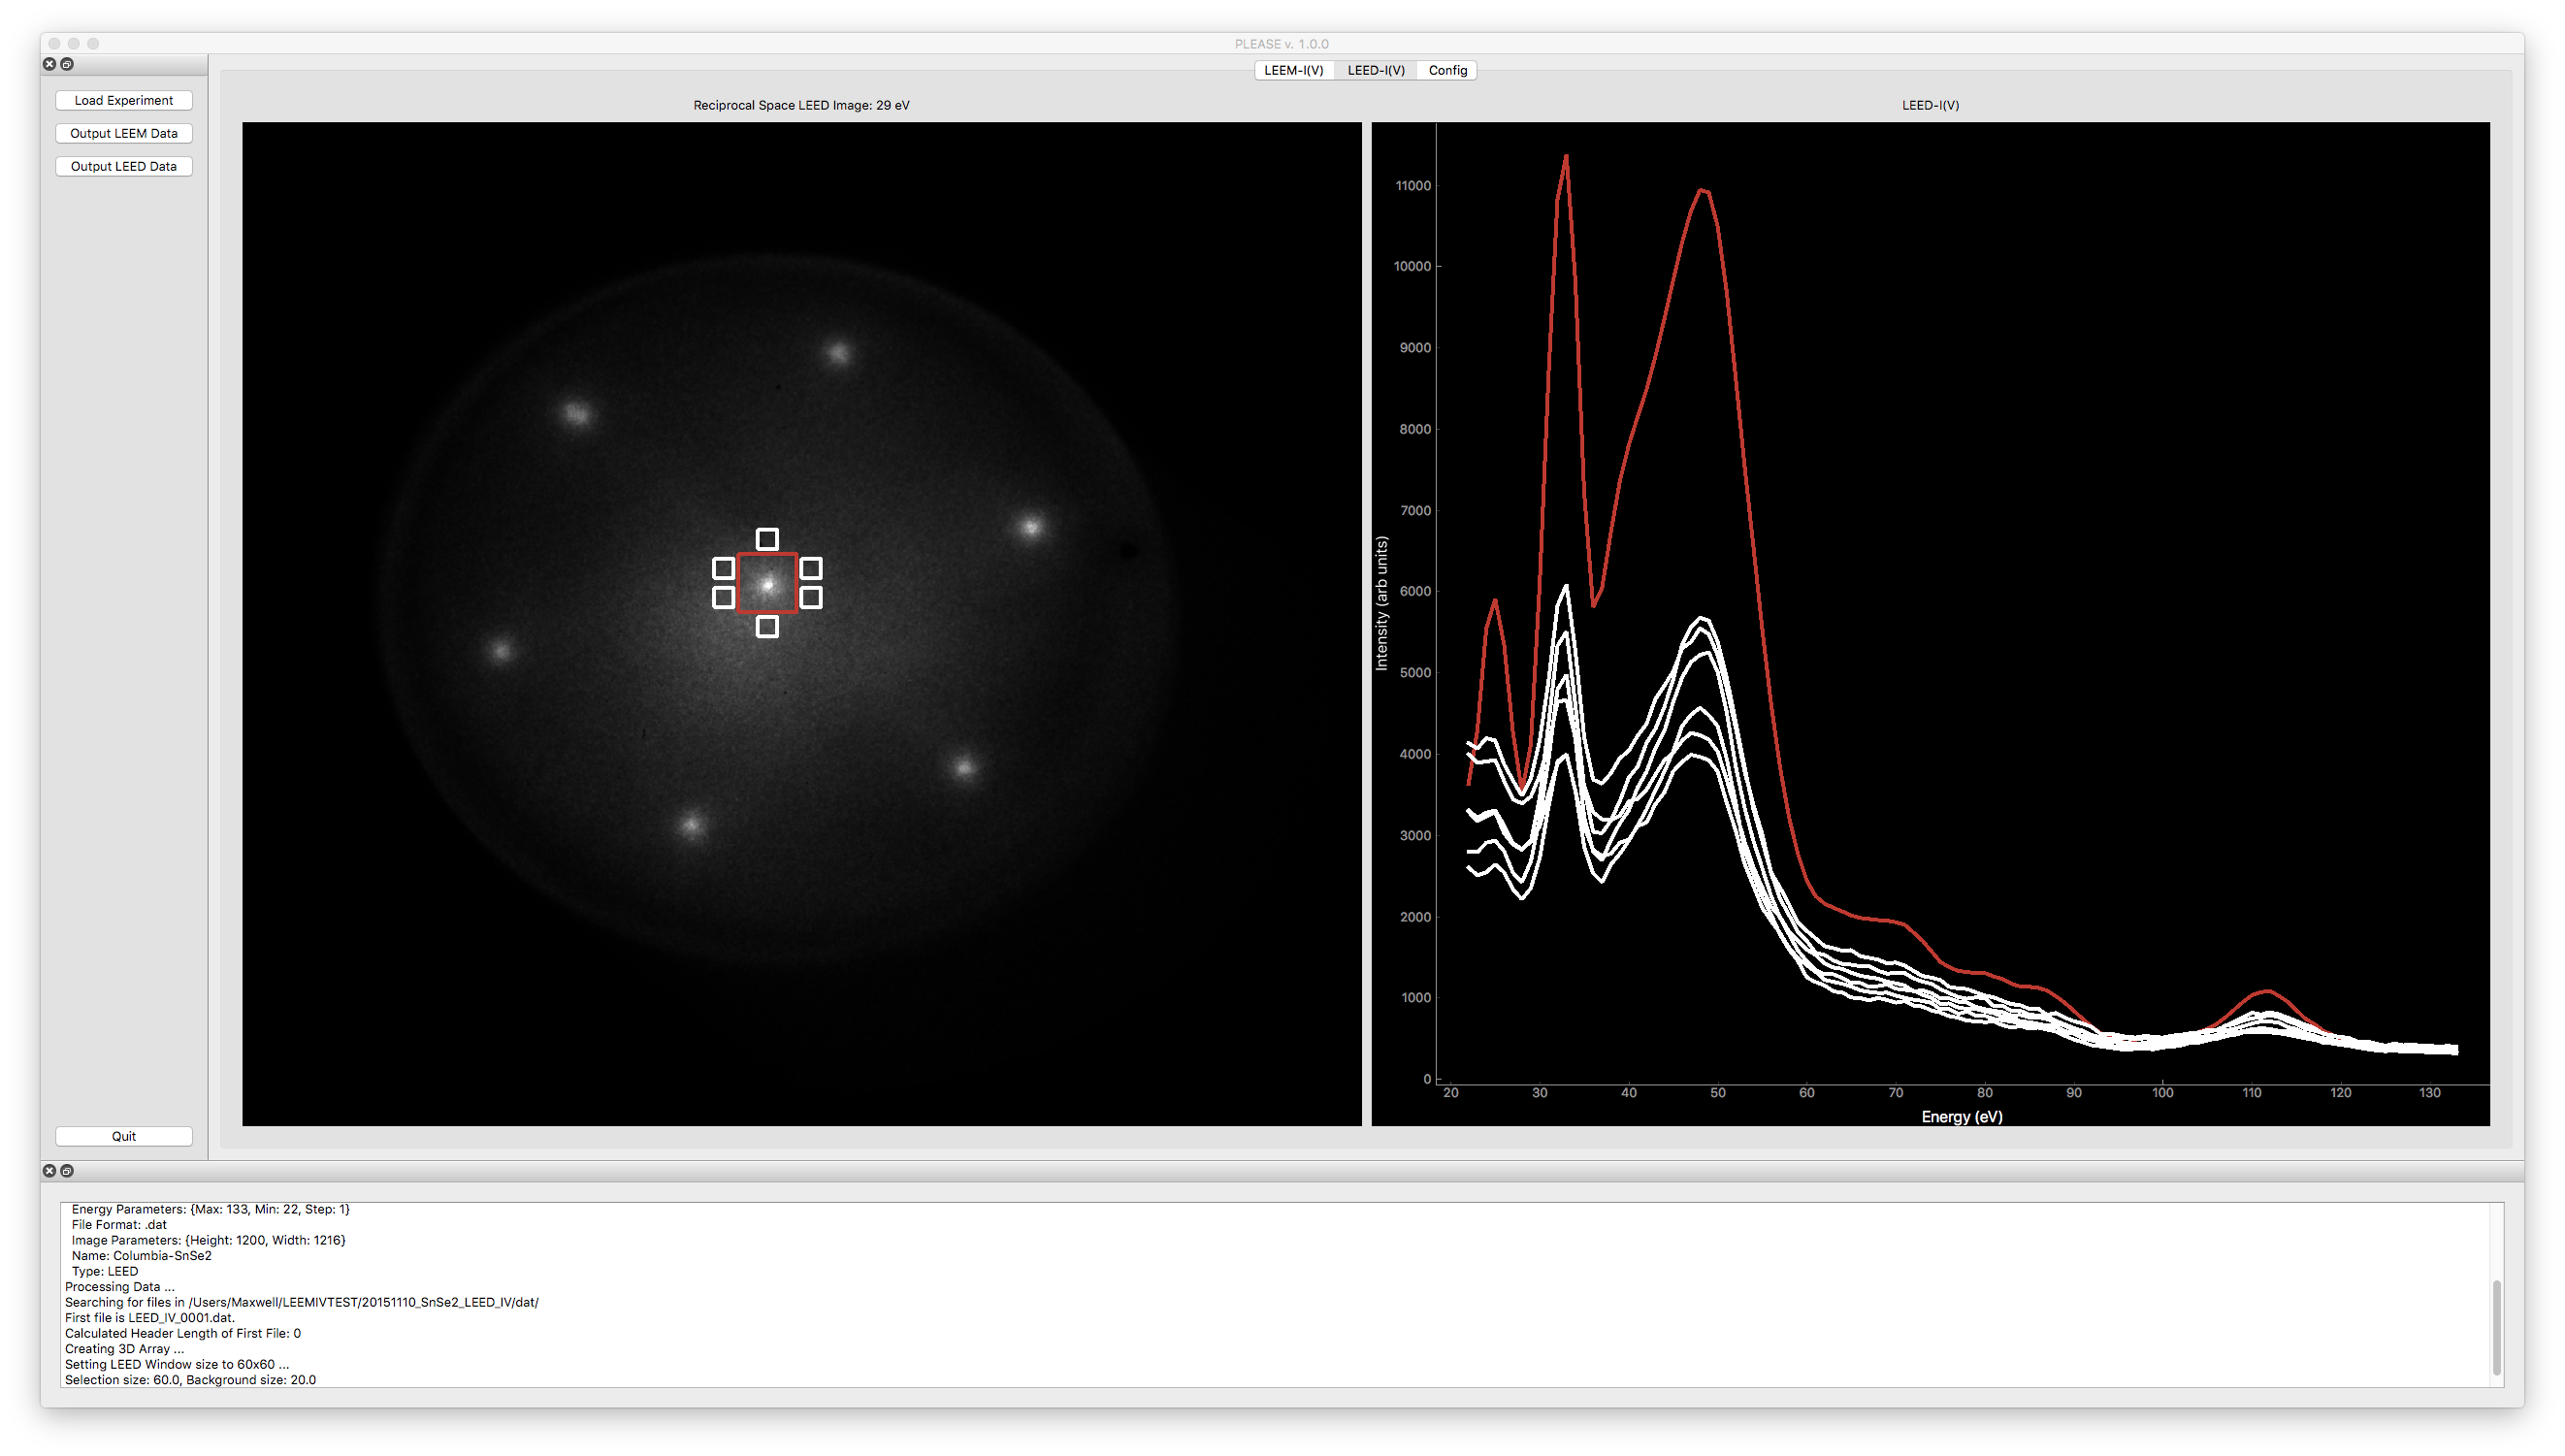 PLEASE v. 1.0.0
LEEM-I(V) LEED-I(V) Config
Load Experiment
Output LEEM Data
Output LEED Data
Quit
Reciprocal Space LEED Image: 29 eV
LEED-I(V)
Intensity (arb units)
11000
10000
9000
8000
7000
6000
5000
4000
3000
2000
1000
0
20 30 40 50 60 70 80 90 100 110 120 130
Energy (eV)
Energy Parameters: {Max: 133, Min: 22, Step: 1}
File Format: .dat
Image Parameters: {Height: 1200, Width: 1216}
Name: Columbia-SnSe2
Type: LEED
Processing Data ...
Searching for files in /Users/Maxwell/LEEMIVTEST/20151110_SnSe2_LEED_IV/dat/
First file is LEED_IV_0001.dat.
Calculated Header Length of First File: 0
Creating 3D Array ...
Setting LEED Window size to 60x60 ...
Selection size: 60.0, Background size: 20.0